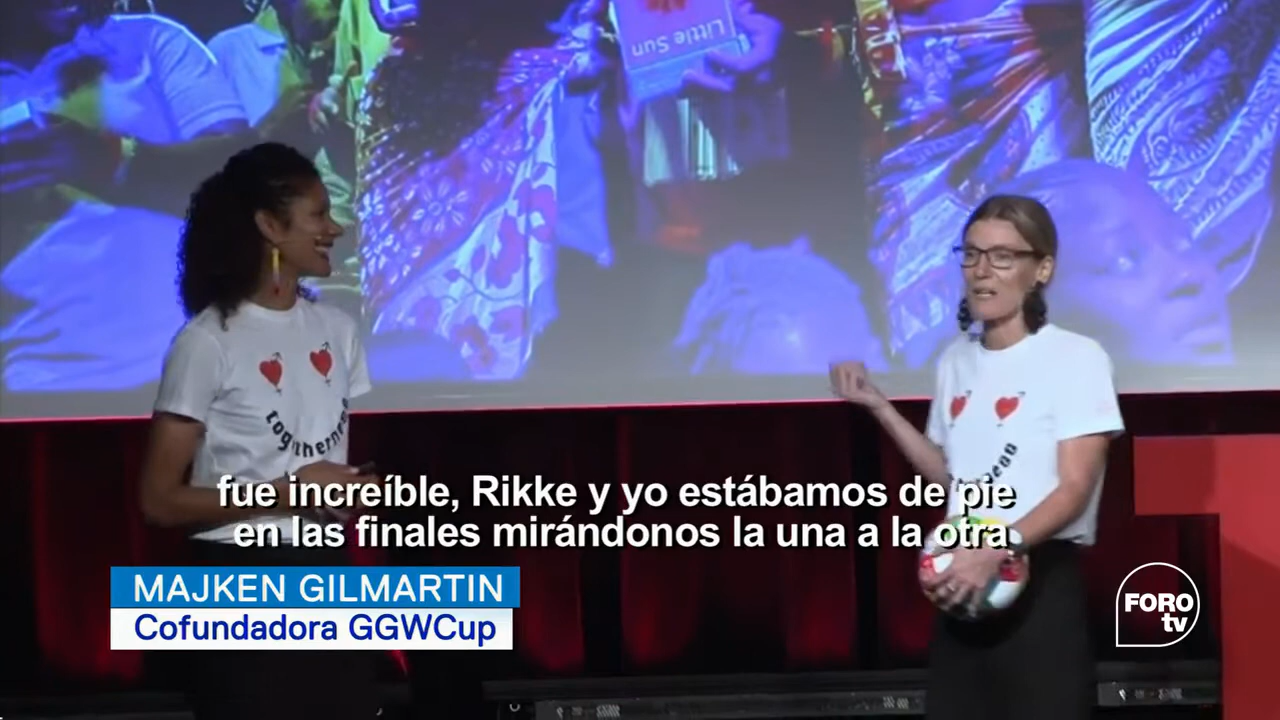 Little Sun
togetherness
fue increíble, Rikke y yo estábamos de pie
en las finales mirándonos la una a la otra
MAJKEN GILMARTIN
Cofundadora GGWCup
FORO
tv